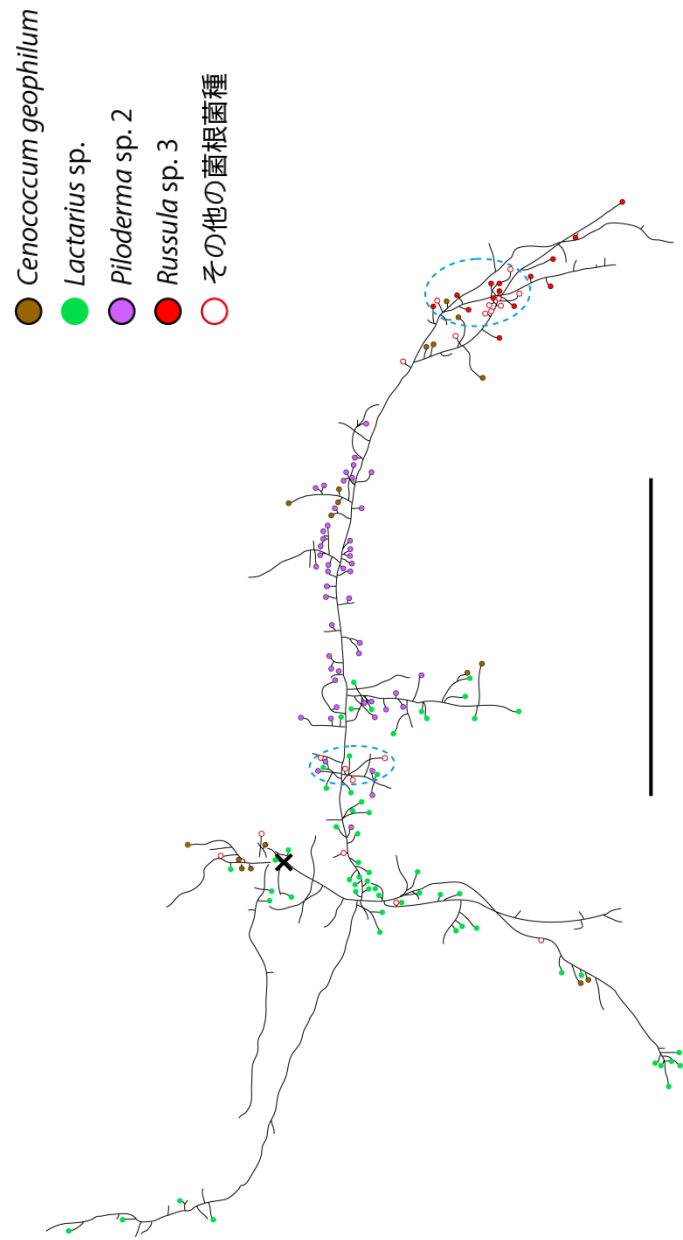 Cenococcum geophilum
Lactarius sp.
Piloderma sp. 2
Russula sp. 3
その他の菌根菌種